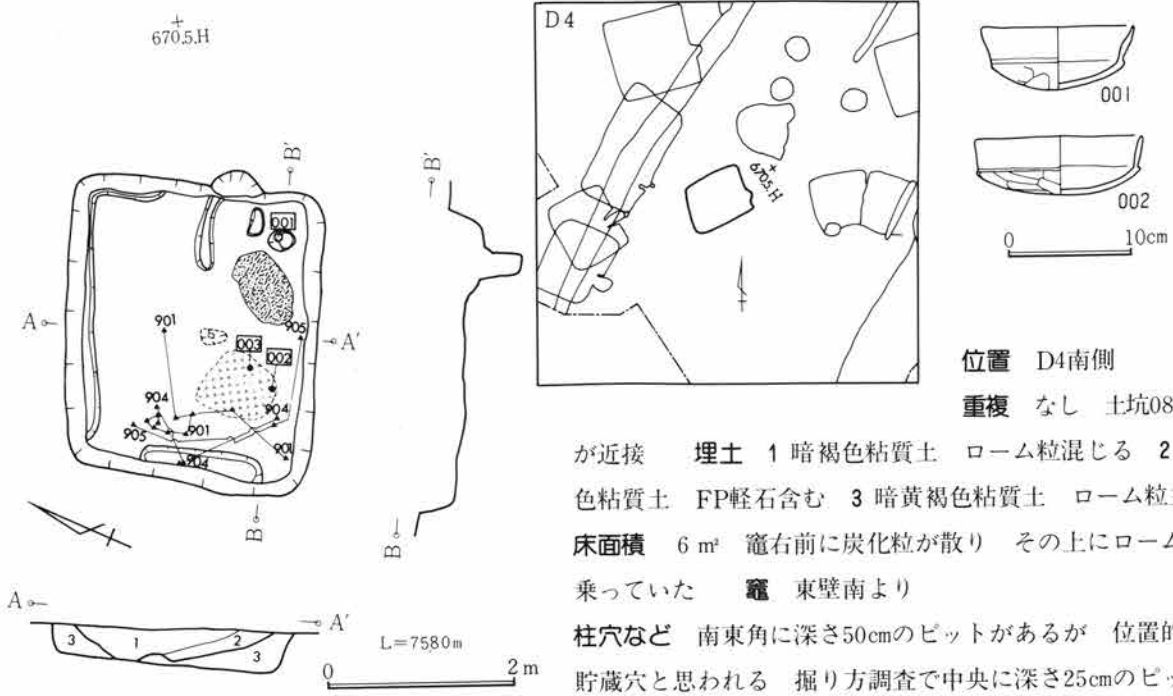 670.5.H
D4
670.5.H
001
002
0 10cm
B B'
B'
001
A A'
901
905
5
003
002
904
904
905
901
901
904
B
B
A A'
3 1 2 3
L=7580m
0 2m
位置 D4南側
重複 なし 土坑08
が近接 埋土 1 暗褐色粘質土 ローム粒混じる 2
色粘質土 FP軽石含む 3 暗黄褐色粘質土 ローム粒
床面積 6㎡ 竈右前に炭化粒が散り その上にローム
乗っていた 竈 東壁南より
柱穴など 南東角に深さ50cmのピットがあるが 位置的
貯蔵穴と思われる 掘り方調査で中央に深さ25cmのピッ